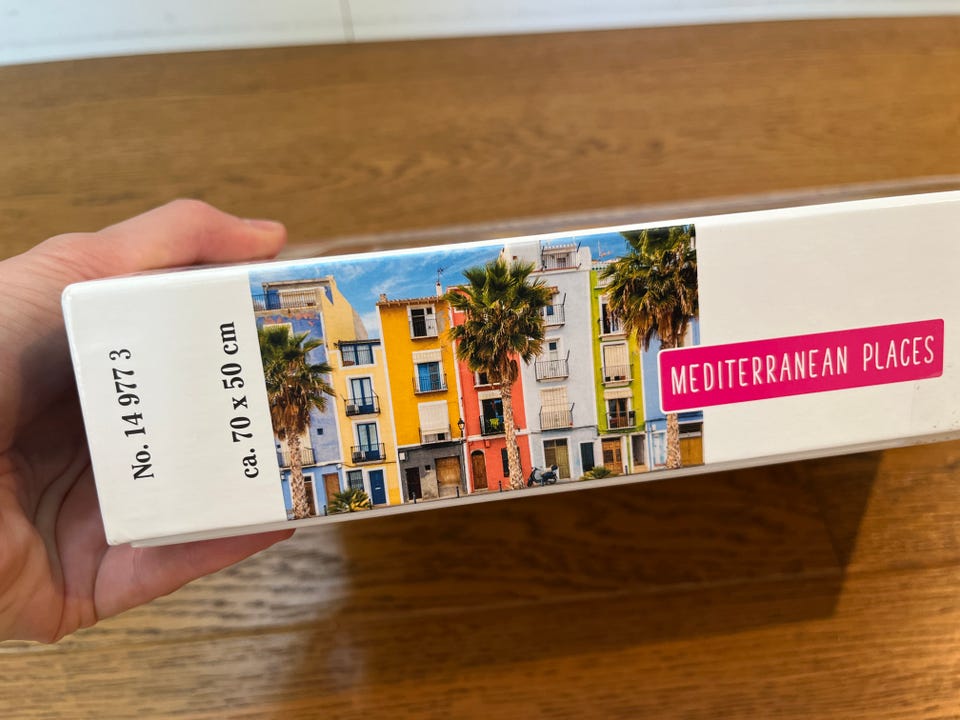 No. 14 977 3
ca. 70 x 50 cm
MEDITERRANEAN PLACES